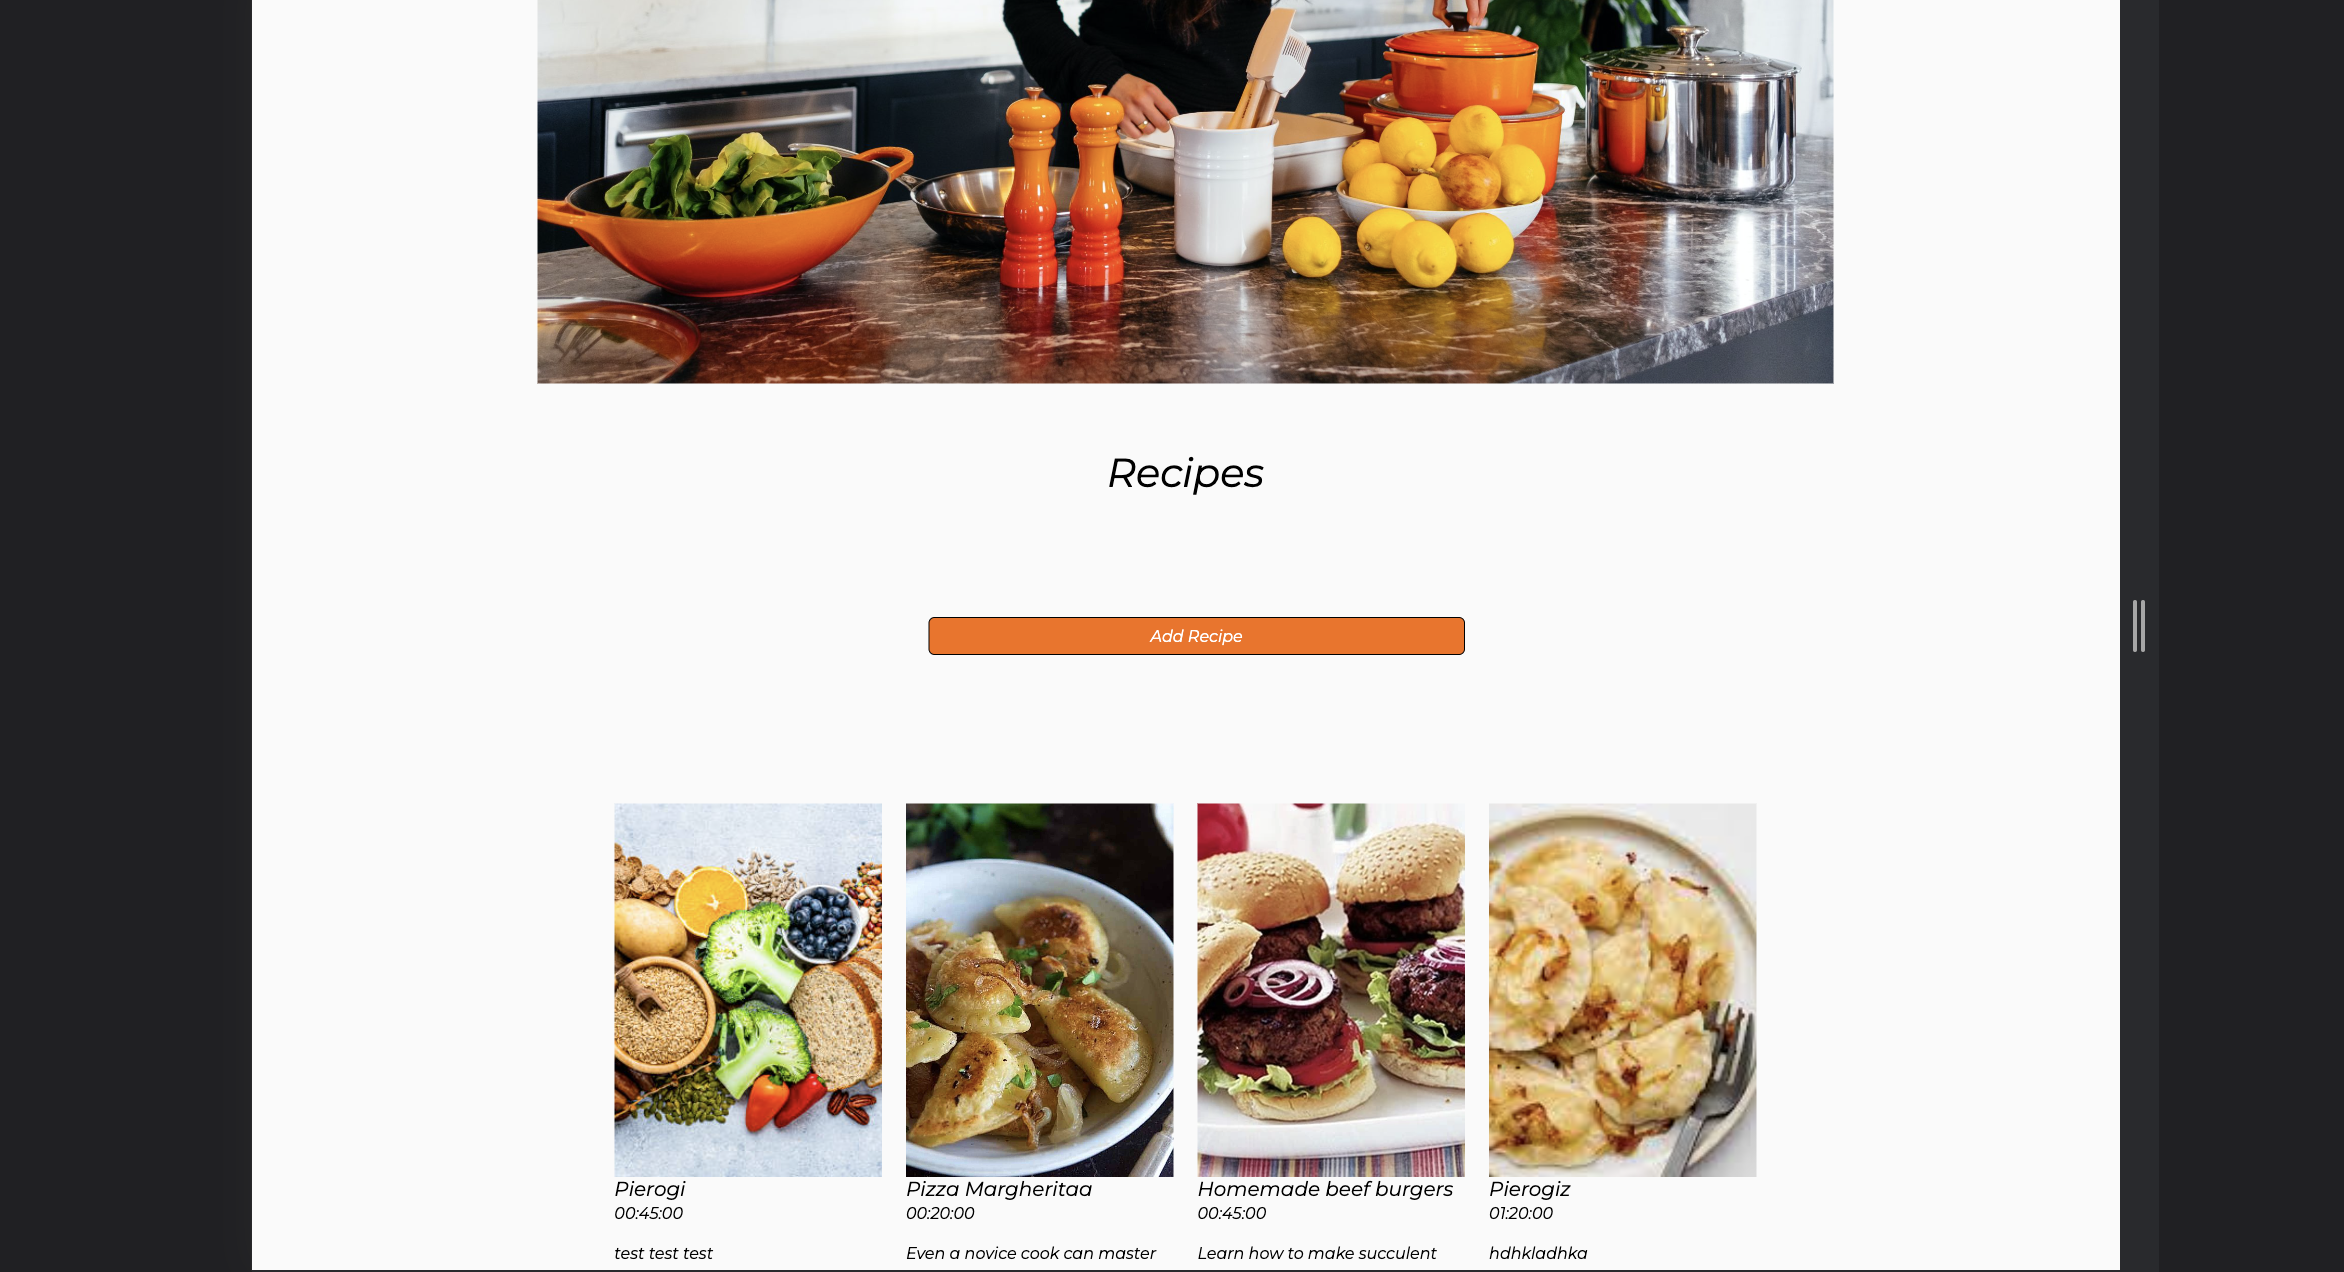 Recipes
Add Recipe
Pierogi
00:45:00
test test test
Pizza Margheritaa
00:20:00
Even a novice cook can master
Homemade beef burgers
00:45:00
Learn how to make succulent
Pierogiz
01:20:00
hdhkladhka